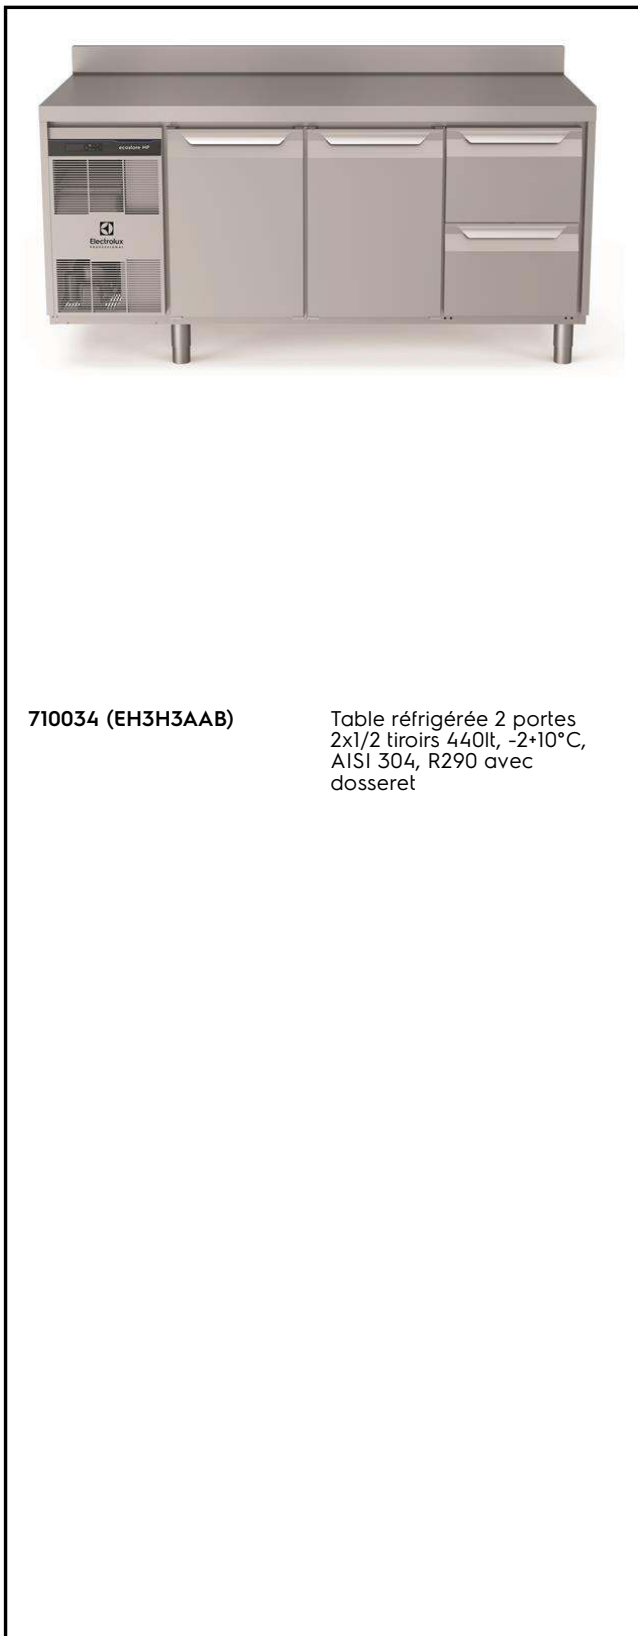 ecostore HP
Electrolux
PROFESSIONAL
710034 (EH3H3AAB)
Table réfrigérée 2 portes
2x1/2 tiroirs 440lt, -2+10°C,
AISI 304, R290 avec
dosseret